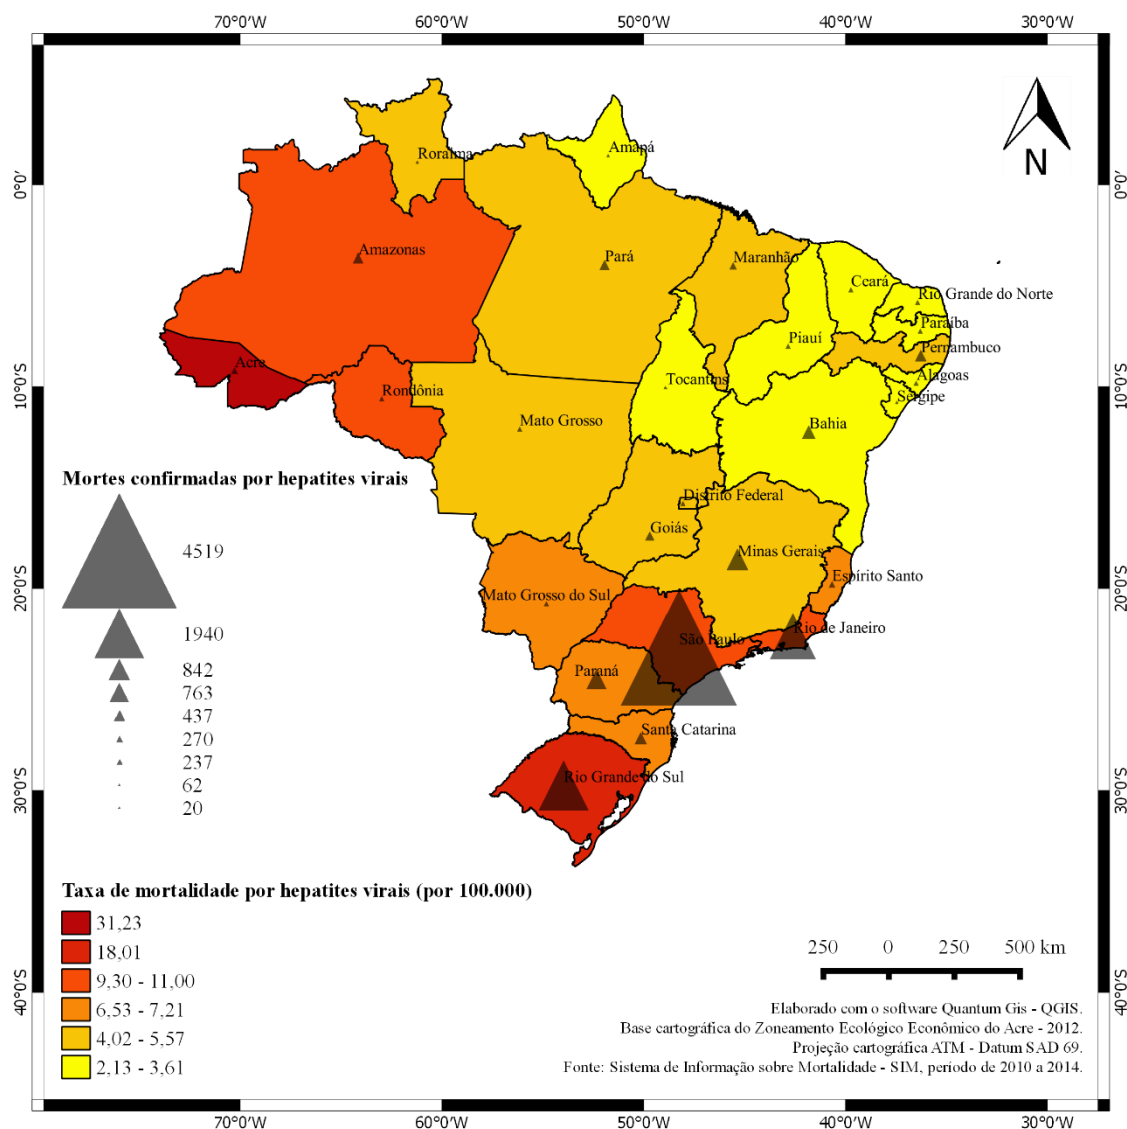 70°0'W 60°0'W 50°0'W 40°0'W 30°0'W
N
0°0' 0°0'
10°0'S 10°0'S
20°0'S 20°0'S
30°0'S 30°0'S
40°0'S 40°0'S
Roraima
Amapá
Amazonas
Pará
Maranhão
Ceará
Rio Grande do Norte
Paraíba
Piauí
Pernambuco
Acre
Rondônia
Tocantins
Alagoas
Sergipe
Mato Grosso
Bahia
Distrito Federal
Goiás
Minas Gerais
Espírito Santo
Mato Grosso do Sul
São Paulo
Rio de Janeiro
Paraná
Santa Catarina
Rio Grande do Sul
Mortes confirmadas por hepatites virais
4519
1940
842
763
437
270
237
62
20
Taxa de mortalidade por hepatites virais (por 100.000)
31,23
18,01
9,30 - 11,00
6,53 - 7,21
4,02 - 5,57
2,13 - 3,61
250 0 250 500 km
Elaborado com o software Quantum Gis - QGIS.
Base cartográfica do Zoneamento Ecológico Econômico do Acre - 2012.
Projeção cartográfica ATM - Datum SAD 69.
Fonte: Sistema de Informação sobre Mortalidade - SIM, período de 2010 a 2014.
70°0'W 60°0'W 50°0'W 40°0'W 30°0'W